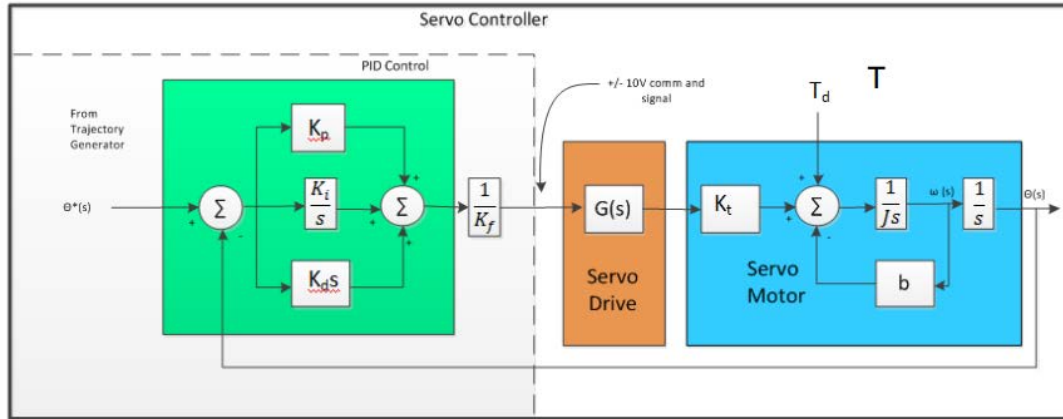 Servo Controller
PID Control
From
Trajectory
Generator
+/- 10V comm and
signal
T_d
T
K_p
Θ*(s)
+
Σ
-
K_i
s
+
+
+
Σ
1
K_f
K_ds
G(s)
Servo
Drive
K_t
+
+
Σ
-
1
Js
ω (s)
1
s
Θ(s)
b
Servo
Motor